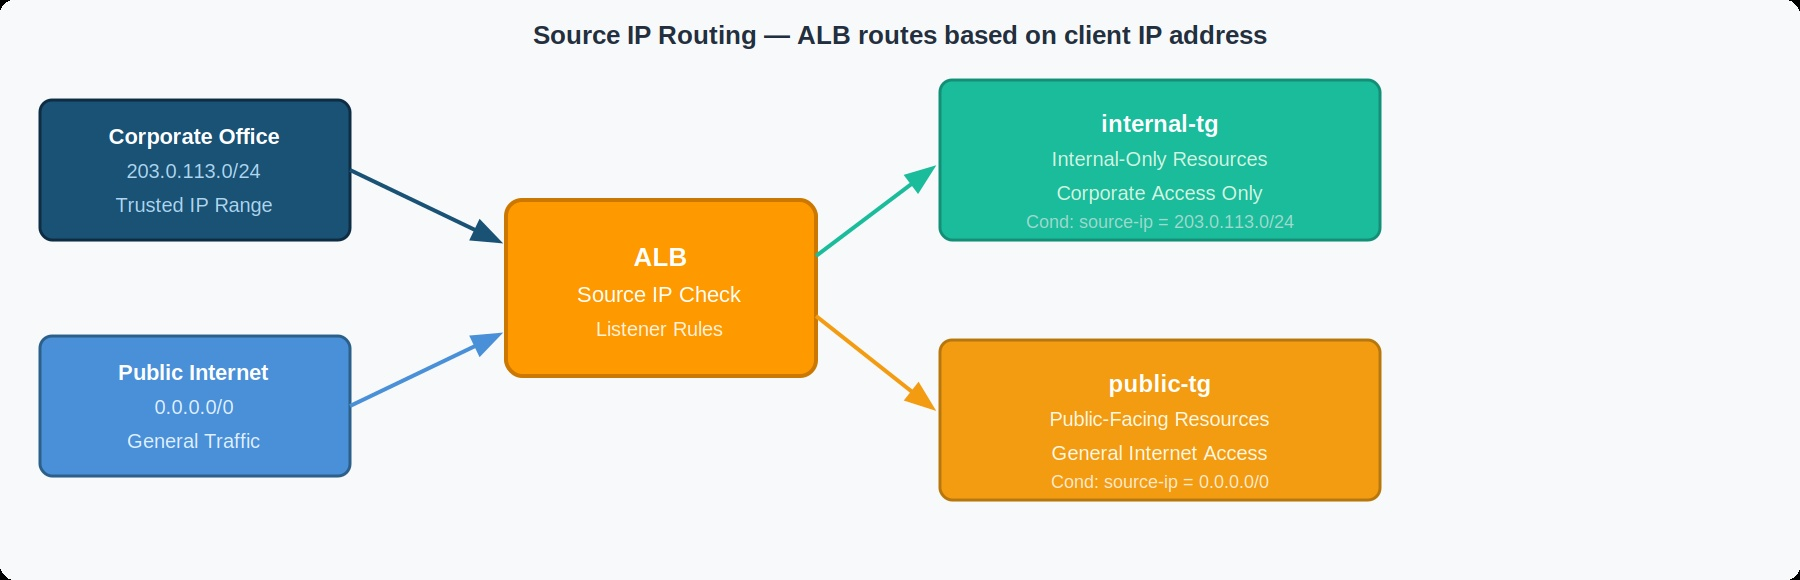 Source IP Routing — ALB routes based on client IP address
Corporate Office
203.0.113.0/24
Trusted IP Range
Public Internet
0.0.0.0/0
General Traffic
ALB
Source IP Check
Listener Rules
internal-tg
Internal-Only Resources
Corporate Access Only
Cond: source-ip = 203.0.113.0/24
public-tg
Public-Facing Resources
General Internet Access
Cond: source-ip = 0.0.0.0/0